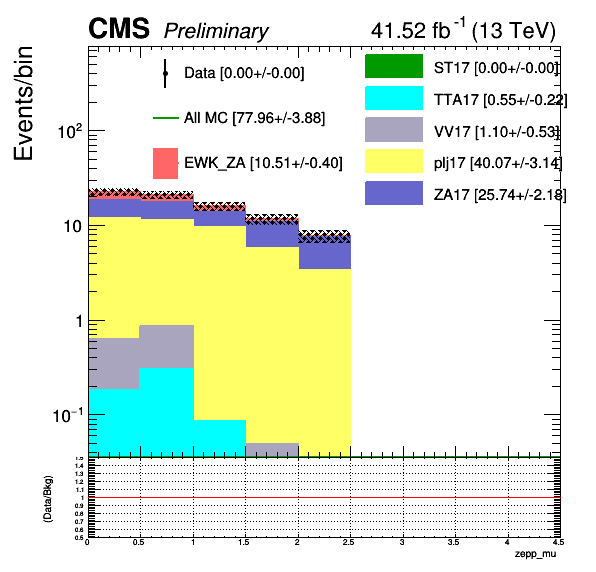 CMS Preliminary 41.52 fb⁻¹ (13 TeV)
Events/bin
Data [0.00+/-0.00]
All MC [77.96+/-3.88]
EWK_ZA [10.51+/-0.40]
ST17 [0.00+/-0.00]
TTA17 [0.55+/-0.22]
VV17 [1.10+/-0.53]
plj17 [40.07+/-3.14]
ZA17 [25.74+/-2.18]
10²
10
1
10⁻¹
(Data/Bkg)
1.5
1.4
1.3
1.2
1.1
1
0.9
0.8
0.7
0.6
0.5
0 0.5 1 1.5 2 2.5 3 3.5 4 4.5
zepp_mu